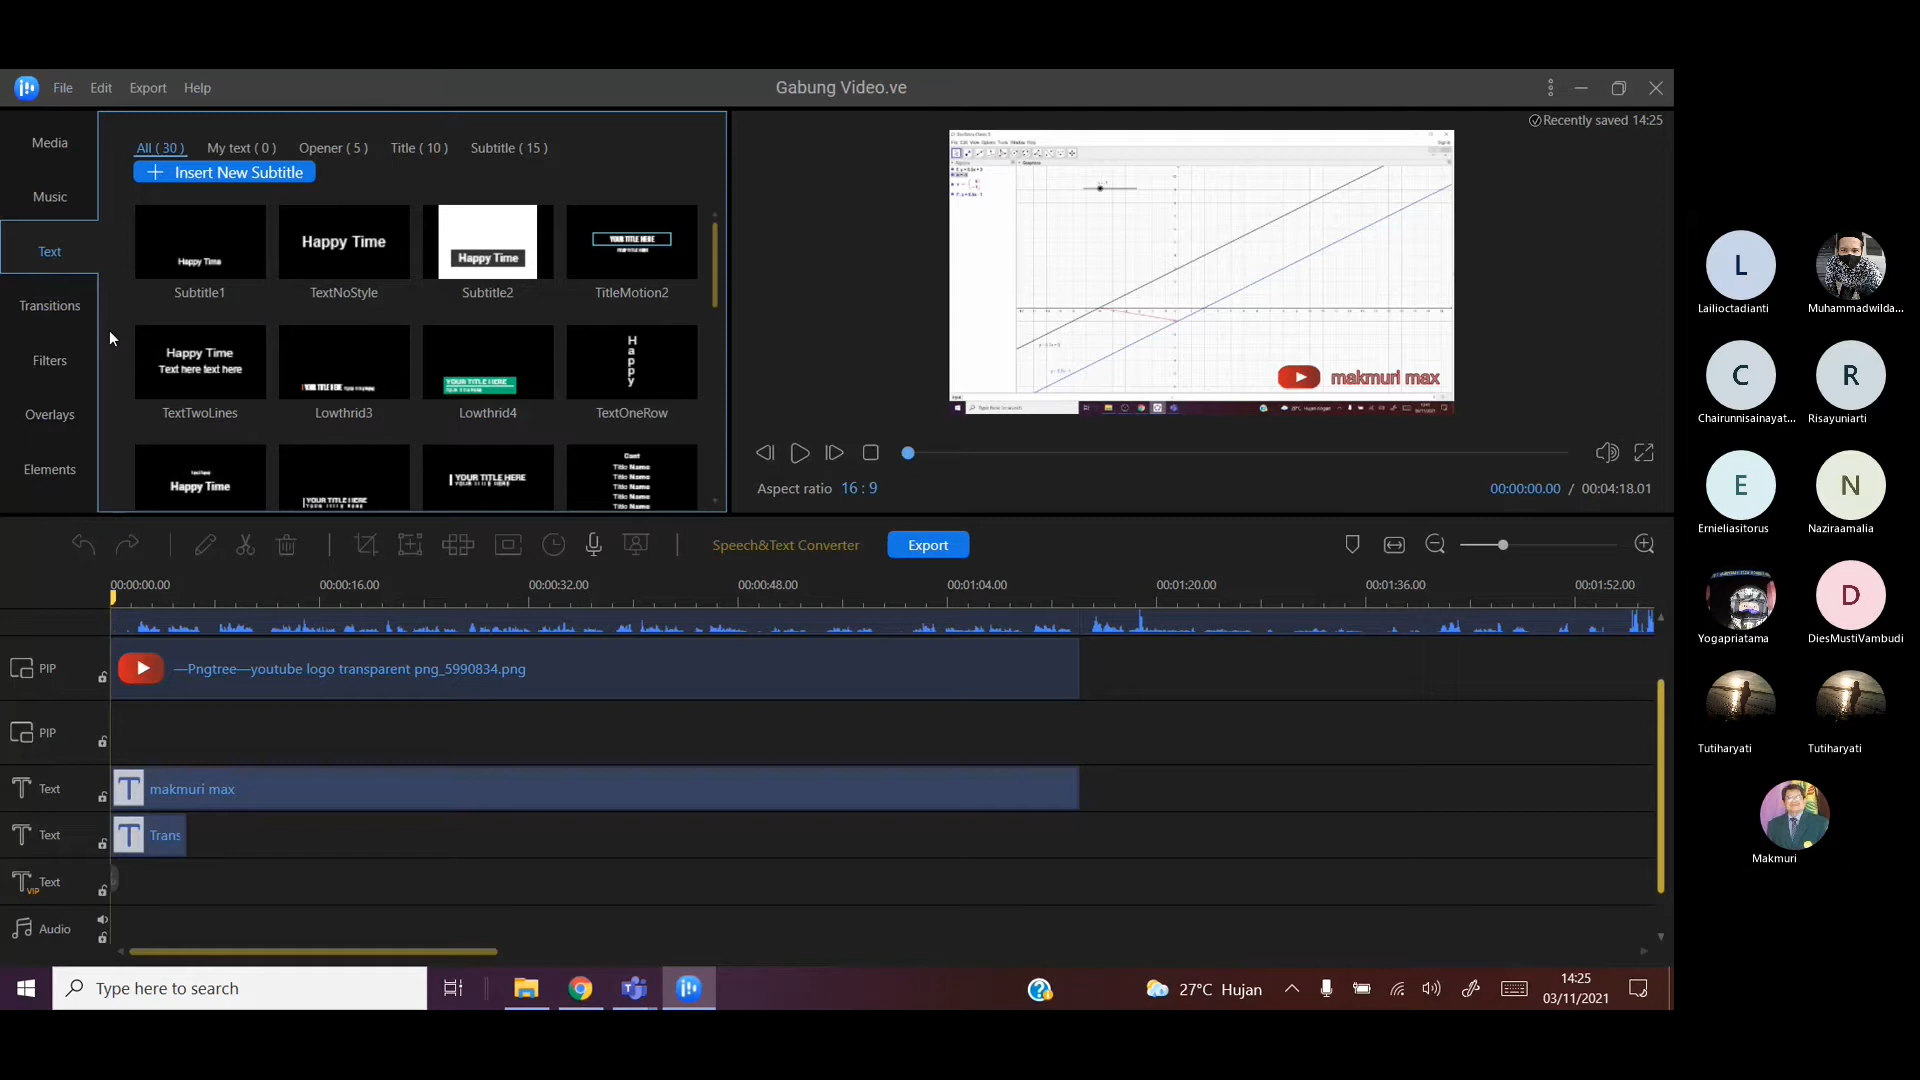 File Edit Export Help
Gabung Video.ve
Recently saved 14:25
Media
Music
Text
Transitions
Filters
Overlays
Elements
All ( 30 ) My text ( 0 ) Opener ( 5 ) Title ( 10 ) Subtitle ( 15 )
Insert New Subtitle
Happy Time
Happy Time
Happy Time
YOUR TITLE HERE
Subtitle1 TextNoStyle Subtitle2 TitleMotion2
Happy Time
Text here text here
YOUR TITLE HERE
YOUR TITLE HERE
Happy
TextTwoLines Lowthrid3 Lowthrid4 TextOneRow
Happy Time
YOUR TITLE HERE
YOUR TITLE HERE
Title Name
Title Name
Title Name
Title Name
makmuri max
Type here to search
Aspect ratio 16 : 9
00:00:00.00 / 00:04:18.01
Speech&Text Converter
Export
00:00:00.00 00:00:16.00 00:00:32.00 00:00:48.00 00:01:04.00 00:01:20.00 00:01:36.00 00:01:52.00
PIP
—Pngtree—youtube logo transparent png_5990834.png
PIP
Text
T makmuri max
Text
T Trans
VIP Text
Audio
Type here to search
27°C Hujan
14:25
03/11/2021
L
Lailioctadianti
Muhammadwilda...
C
Chairunnisainayat...
R
Risayuniarti
E
Ernieliasitorus
N
Naziraamalia
Yogapriatama
D
DiesMustiVambudi
Tutiharyati
Tutiharyati
Makmuri